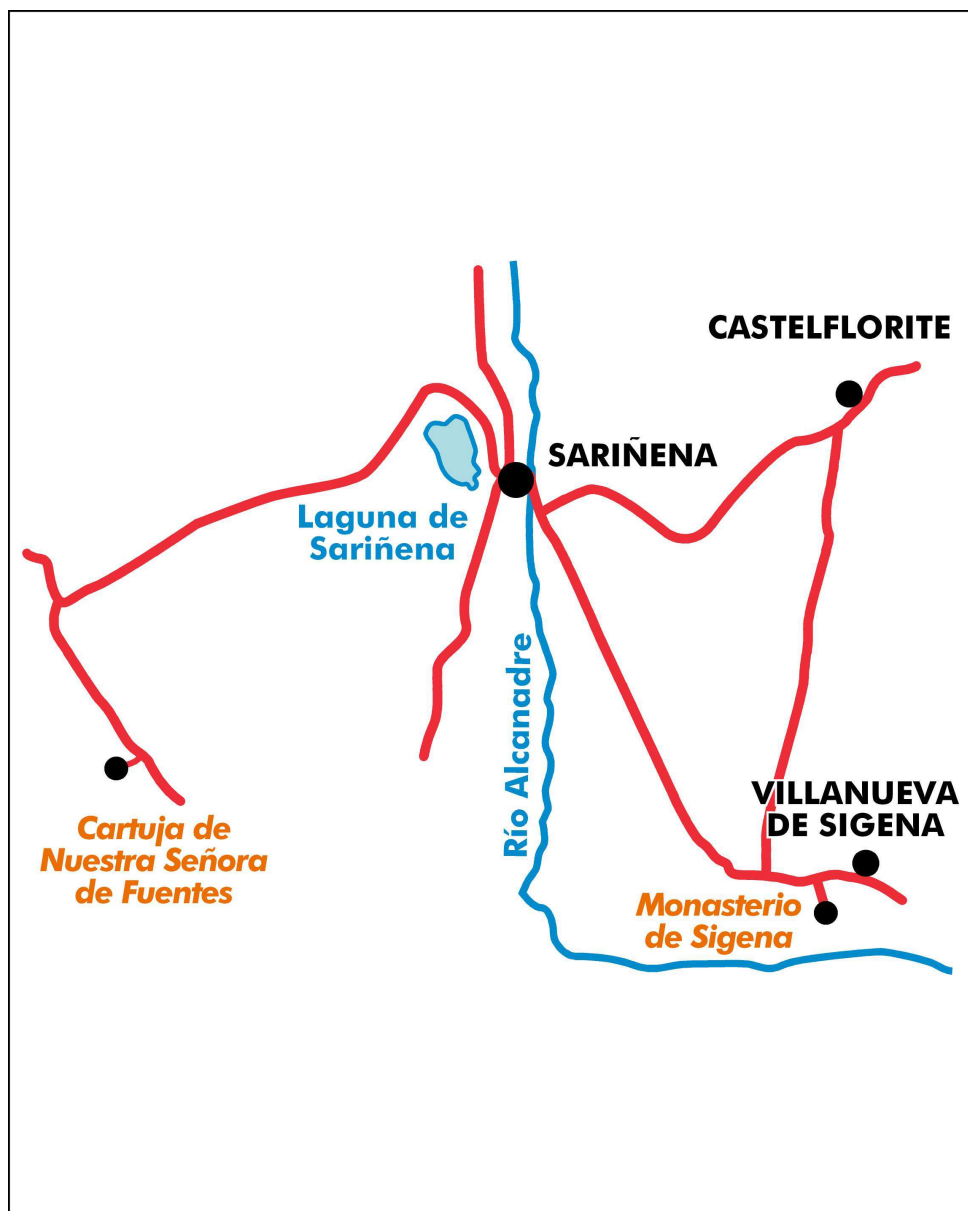 CASTELFLORITE
SARIÑENA
Laguna de
Sariñena
Río Alcanadre
VILLANUEVA
DE SIGENA
Cartuja de
Nuestra Señora
de Fuentes
Monasterio
de Sigena